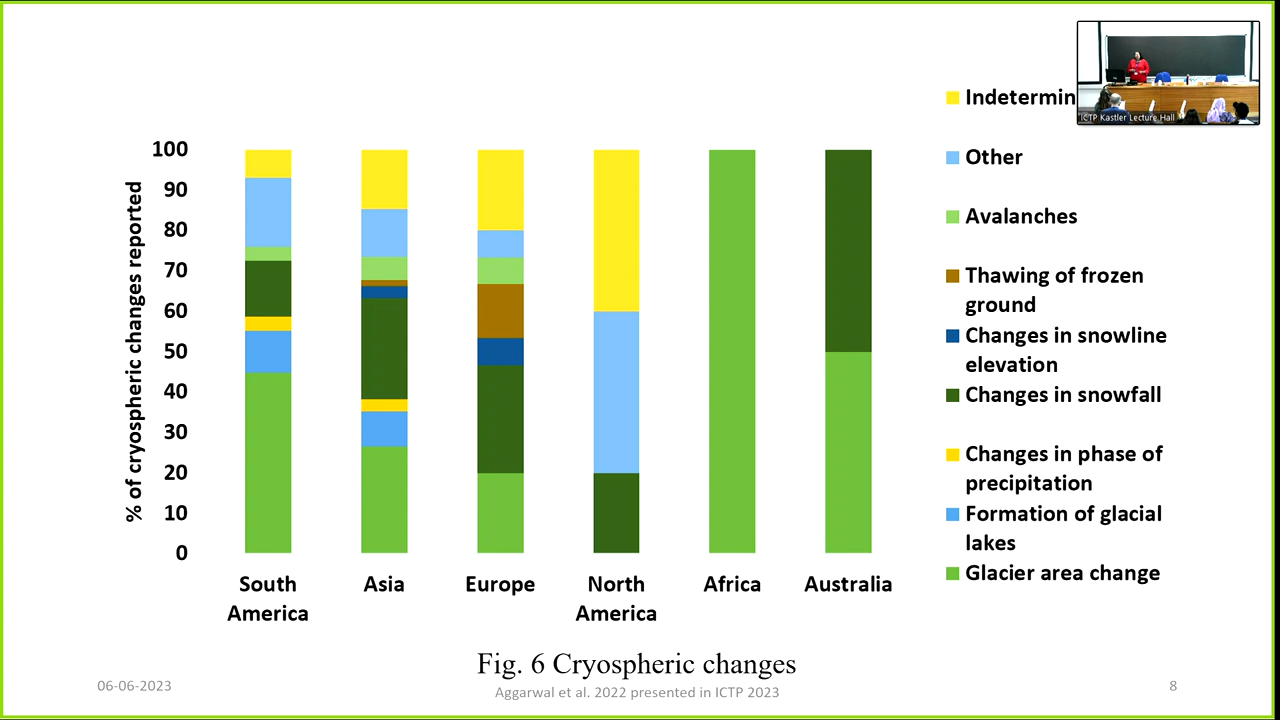 Indetermin
ICTP Kastler Lecture Hall
Other
Avalanches
Thawing of frozen
ground
Changes in snowline
elevation
Changes in snowfall
Changes in phase of
precipitation
Formation of glacial
lakes
Glacier area change
% of cryospheric changes reported
100
90
80
70
60
50
40
30
20
10
0
South
America
Asia
Europe
North
America
Africa
Australia
Fig. 6 Cryospheric changes
06-06-2023
Aggarwal et al. 2022 presented in ICTP 2023
8